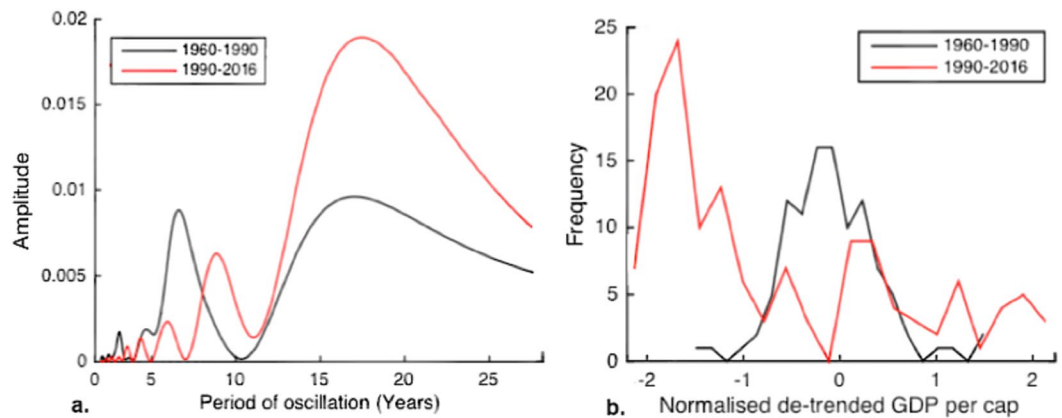 0.02
0.015
0.01
0.005
0
Amplitude
1960-1990
1990-2016
0 5 10 15 20 25
a. Period of oscillation (Years)
25
20
15
10
5
0
Frequency
1960-1990
1990-2016
-2 -1 0 1 2
b. Normalised de-trended GDP per cap